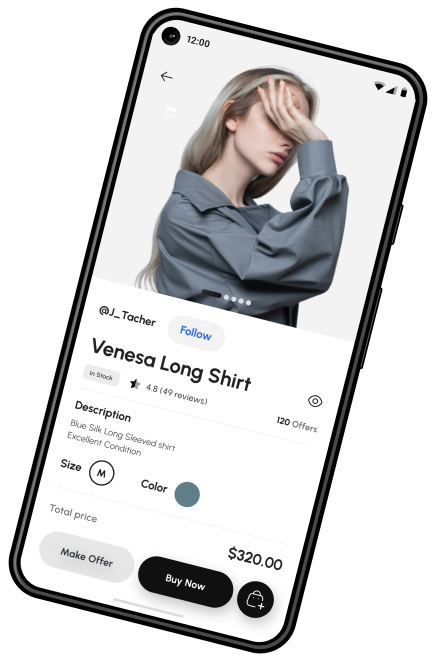 12:00
@J_Tacher
Follow
Venesa Long Shirt
In Stock
4.8 (49 reviews)
120 Offers
Description
Blue Silk Long Sleeved shirt
Excellent Condition
Size
M
Color
Total price
$320.00
Make Offer
Buy Now